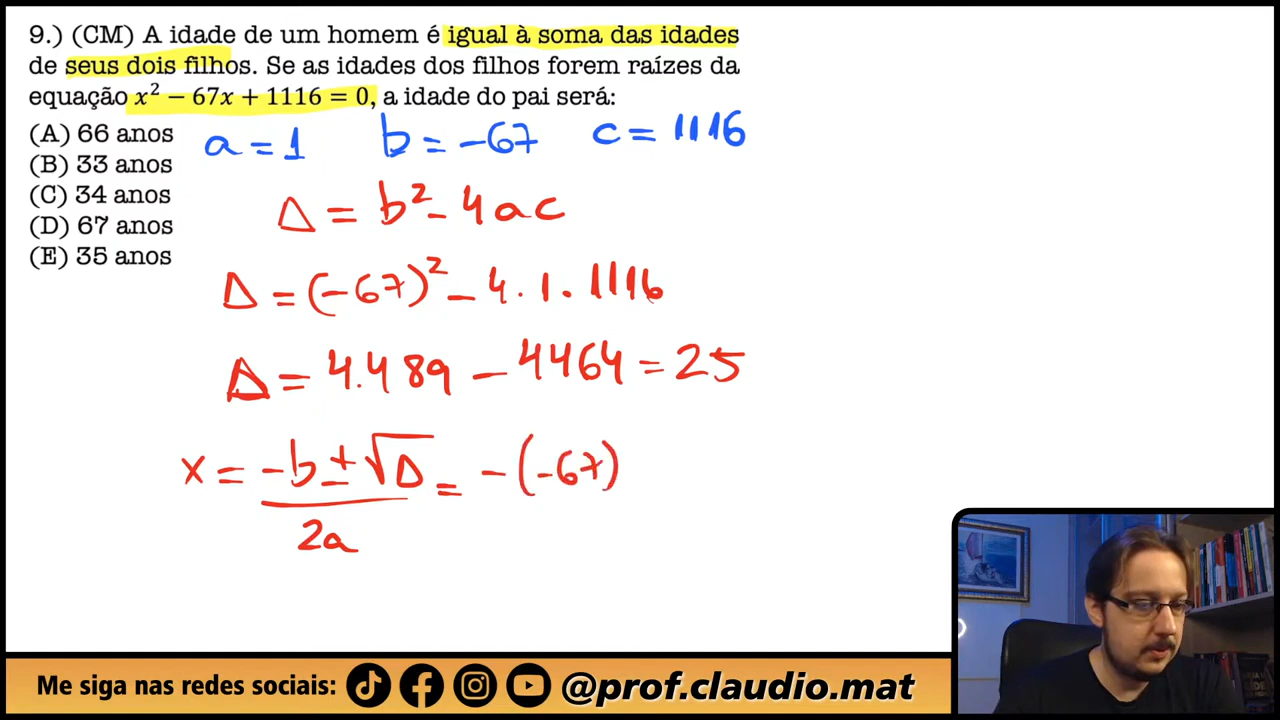 9.) (CM) A idade de um homem é igual à soma das idades
de seus dois filhos. Se as idades dos filhos forem raízes da
equação x² − 67x + 1116 = 0, a idade do pai será:
(A) 66 anos
(B) 33 anos
(C) 34 anos
(D) 67 anos
(E) 35 anos
a = 1 b = -67 c = 1116
Δ = b² - 4ac
Δ = (-67)² - 4.1.1116
Δ = 4.489 - 4464 = 25
x = -b ± √Δ = -(-67)
2a
Me siga nas redes sociais: @prof.claudio.mat